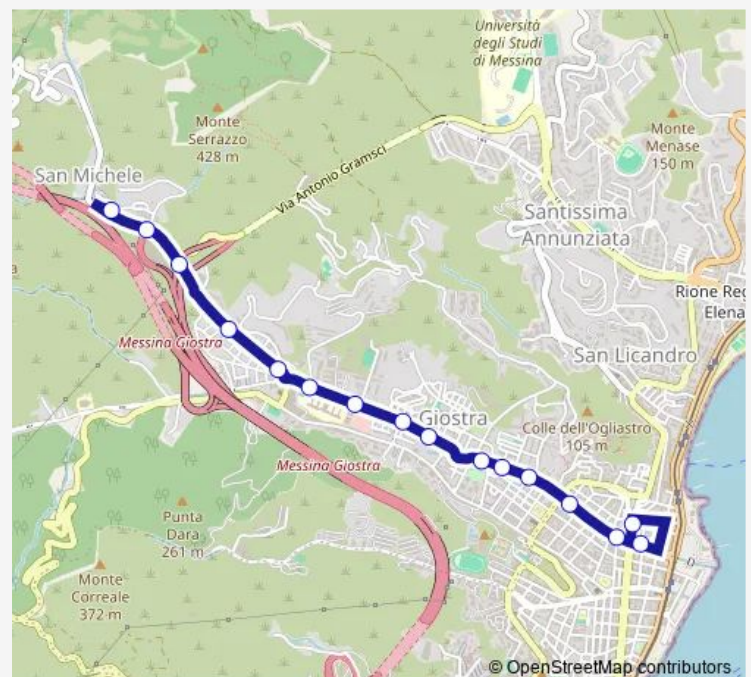 Università
degli Studi
di Messina
Monte
Serrazzo
428 m
Monte
Menase
150 m
San Michele
Via Antonio Gramsci
Santissima
Annunziata
Rione Reg
Elena
Messina Giostra
San Licandro
Giostra
Colle dell'Ogliastro
105 m
Messina Giostra
Punta
Darà
261 m
Monte
Correale
372 m
© OpenStreetMap contributors